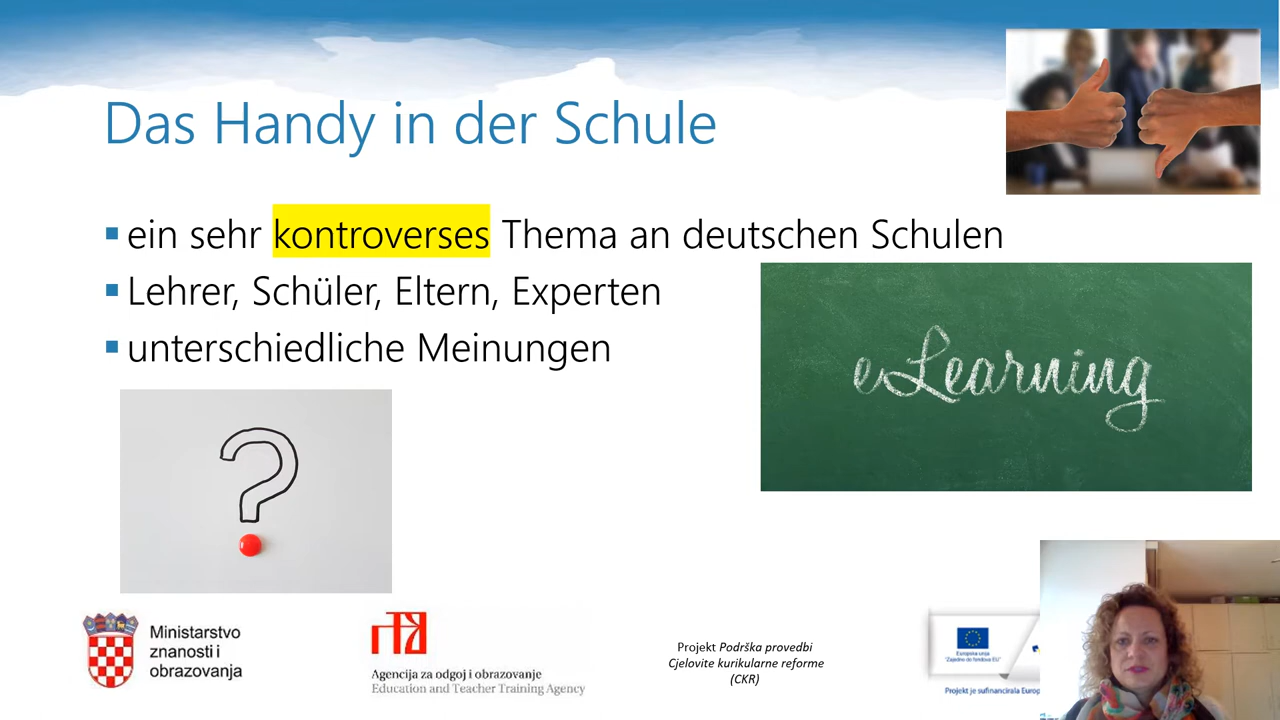 Das Handy in der Schule
ein sehr kontroverses Thema an deutschen Schulen
Lehrer, Schüler, Eltern, Experten
unterschiedliche Meinungen
eLearning
?
Ministarstvo
znanosti i
obrazovanja
Agencija za odgoj i obrazovanje
Education and Teacher Training Agency
Projekt Podrška provedbi
Cjelovite kurikularne reforme
(CKR)
Europska unija
"Zajedno do fondova EU"
Projekt je sufinancirala